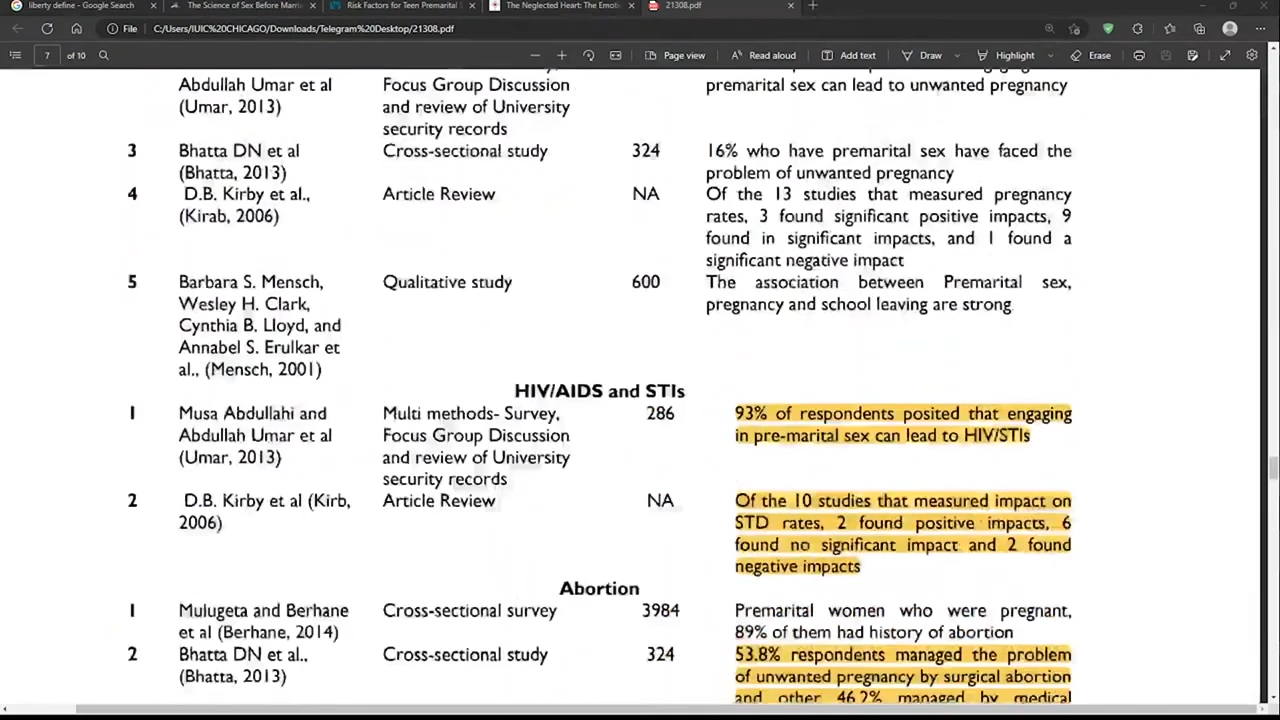 liberty define - Google Search
The Science of Sex Before Marri
Risk Factors for Teen Premarital
The Neglected Heart: The Emoti
21308.pdf
File C:/Users/IUIC%20CHICAGO/Downloads/Telegram%20Desktop/21308.pdf
7 of 10 Page view Read aloud Add text Draw Highlight Erase
Abdullah Umar et al Focus Group Discussion premarital sex can lead to unwanted pregnancy
(Umar, 2013) and review of University
security records
3 Bhatta DN et al Cross-sectional study 324 16% who have premarital sex have faced the
(Bhatta, 2013) problem of unwanted pregnancy
4 D.B. Kirby et al., Article Review NA Of the 13 studies that measured pregnancy
(Kirab, 2006) rates, 3 found significant positive impacts, 9
found in significant impacts, and 1 found a
significant negative impact
5 Barbara S. Mensch, Qualitative study 600 The association between Premarital sex,
Wesley H. Clark, pregnancy and school leaving are strong
Cynthia B. Lloyd, and
Annabel S. Erulkar et
al., (Mensch, 2001)
HIV/AIDS and STIs
1 Musa Abdullahi and Multi methods- Survey, 286 93% of respondents posited that engaging
Abdullah Umar et al Focus Group Discussion in pre-marital sex can lead to HIV/STIs
(Umar, 2013) and review of University
security records
2 D.B. Kirby et al (Kirb, Article Review NA Of the 10 studies that measured impact on
2006) STD rates, 2 found positive impacts, 6
found no significant impact and 2 found
negative impacts
Abortion
1 Mulugeta and Berhane Cross-sectional survey 3984 Premarital women who were pregnant,
et al (Berhane, 2014) 89% of them had history of abortion
2 Bhatta DN et al., Cross-sectional study 324 53.8% respondents managed the problem
(Bhatta, 2013) of unwanted pregnancy by surgical abortion
and other 46.2% managed by medical